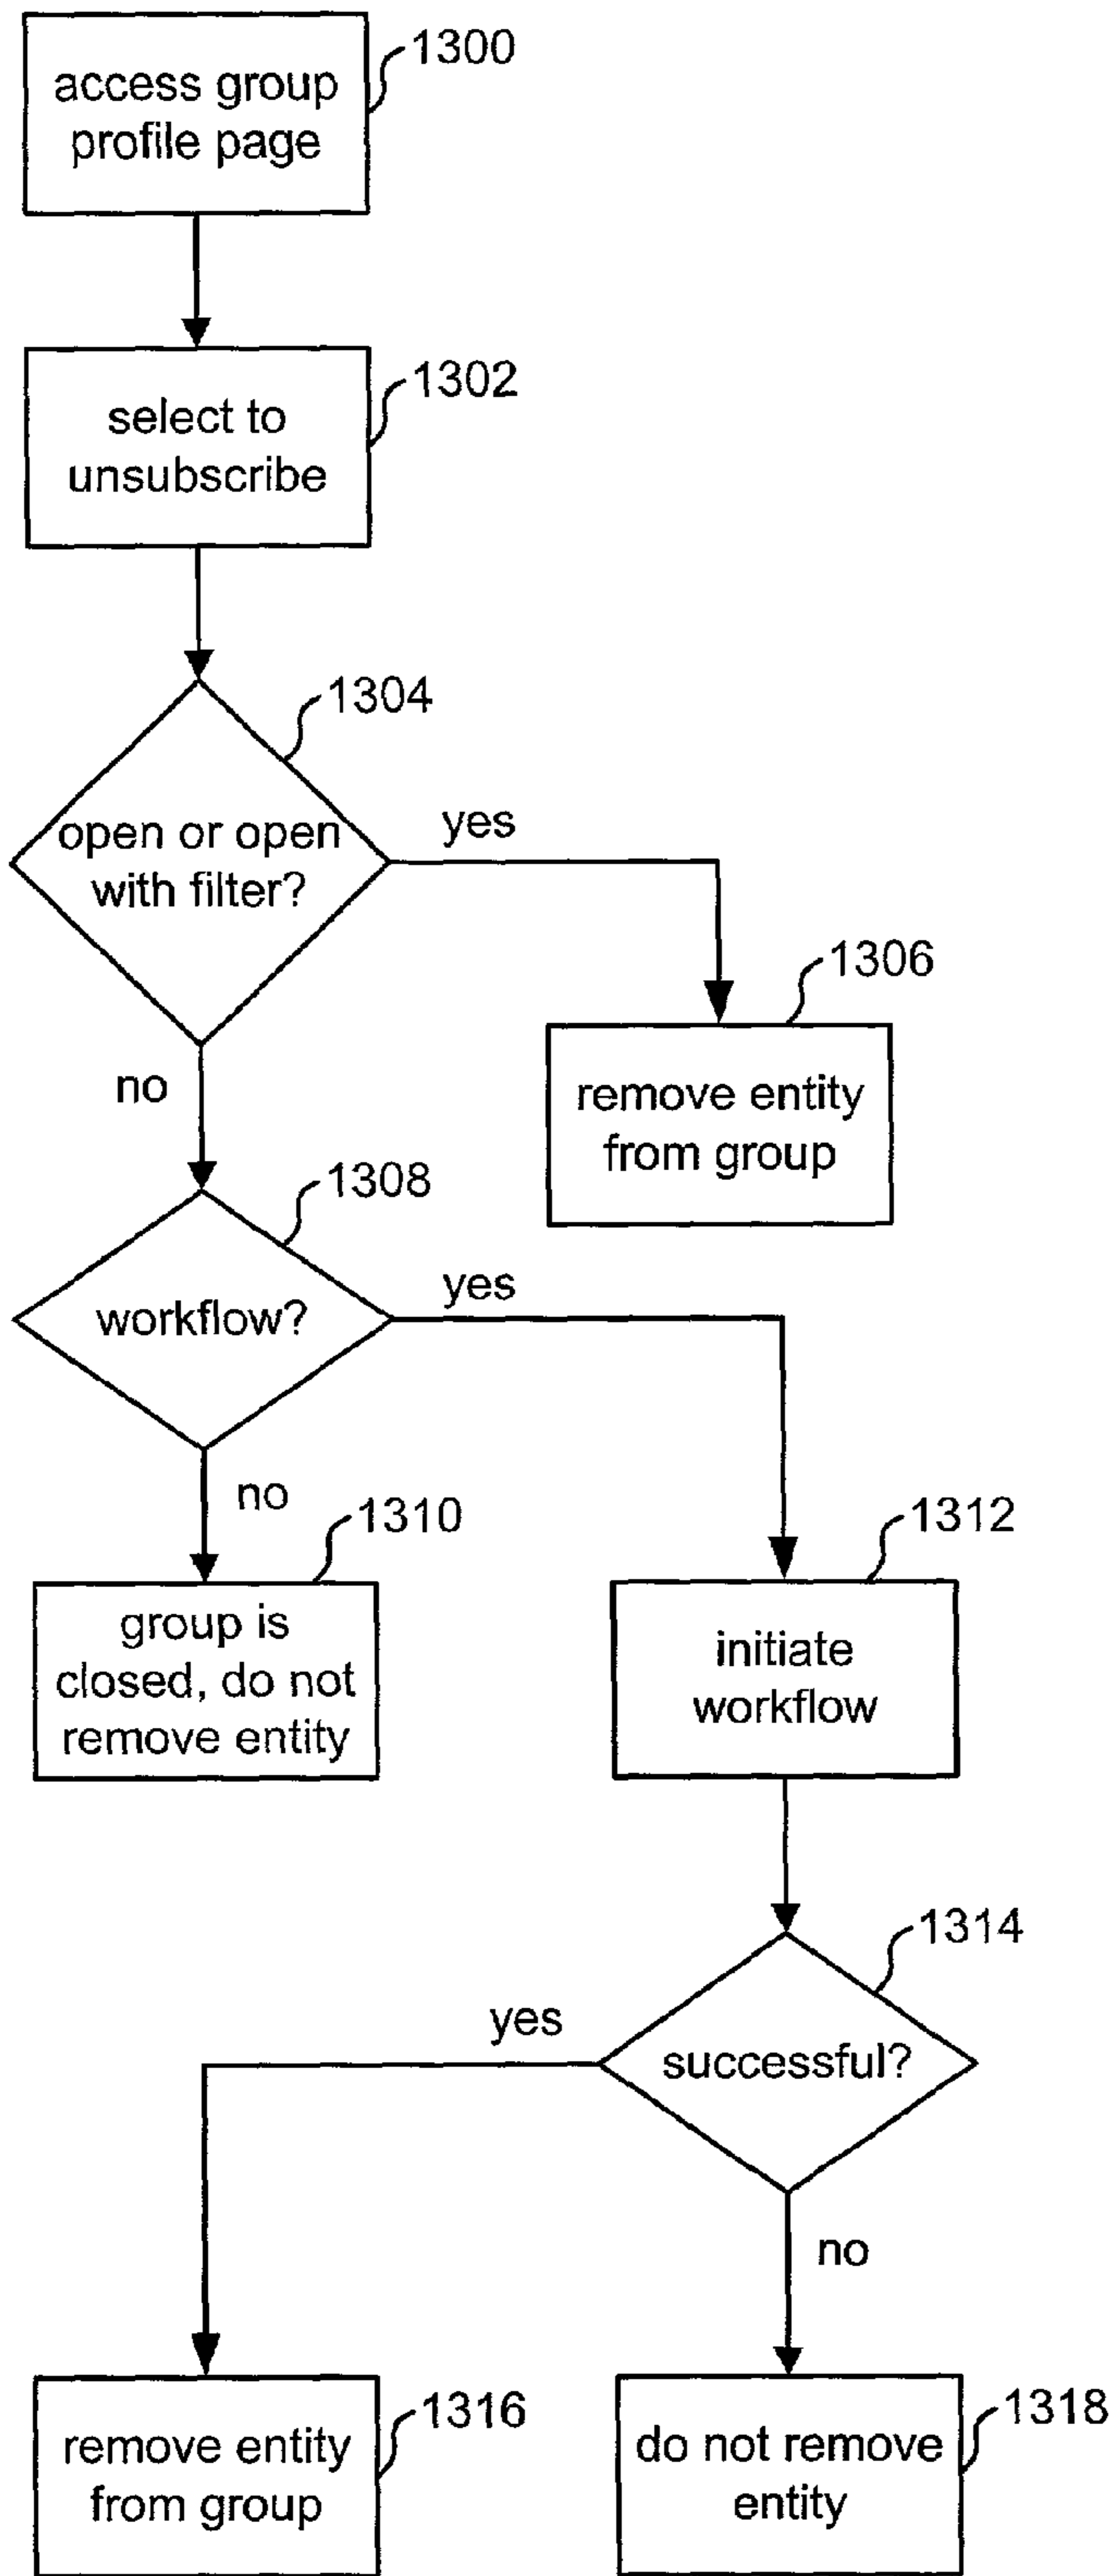 1300
access group
profile page
1302
select to
unsubscribe
1304
open or open
with filter?
yes
1306
remove entity
from group
no
1308
workflow?
yes
no
1310
group is
closed, do not
remove entity
1312
initiate
workflow
1314
successful?
yes
no
1316
remove entity
from group
1318
do not remove
entity